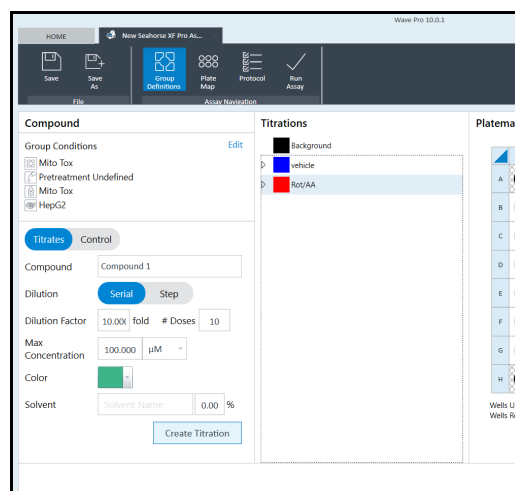 Wave Pro 10.0.1
HOME
New Seahorse XF Pro As...
Save
Save As
Group Definitions
Plate Map
Protocol
Run Assay
File
Assay Navigation
Compound
Group Conditions
Edit
Mito Tox
Pretreatment Undefined
Mito Tox
HepG2
Titrates
Control
Compound
Compound 1
Dilution
Serial
Step
Dilution Factor
10.00
fold
# Doses
10
Max Concentration
100.000
µM
Color
Solvent
Solvent Name
0.00
%
Create Titration
Titrations
Background
vehicle
Rot/AA
Platema
A
B
C
D
E
F
G
H
Wells U
Wells R